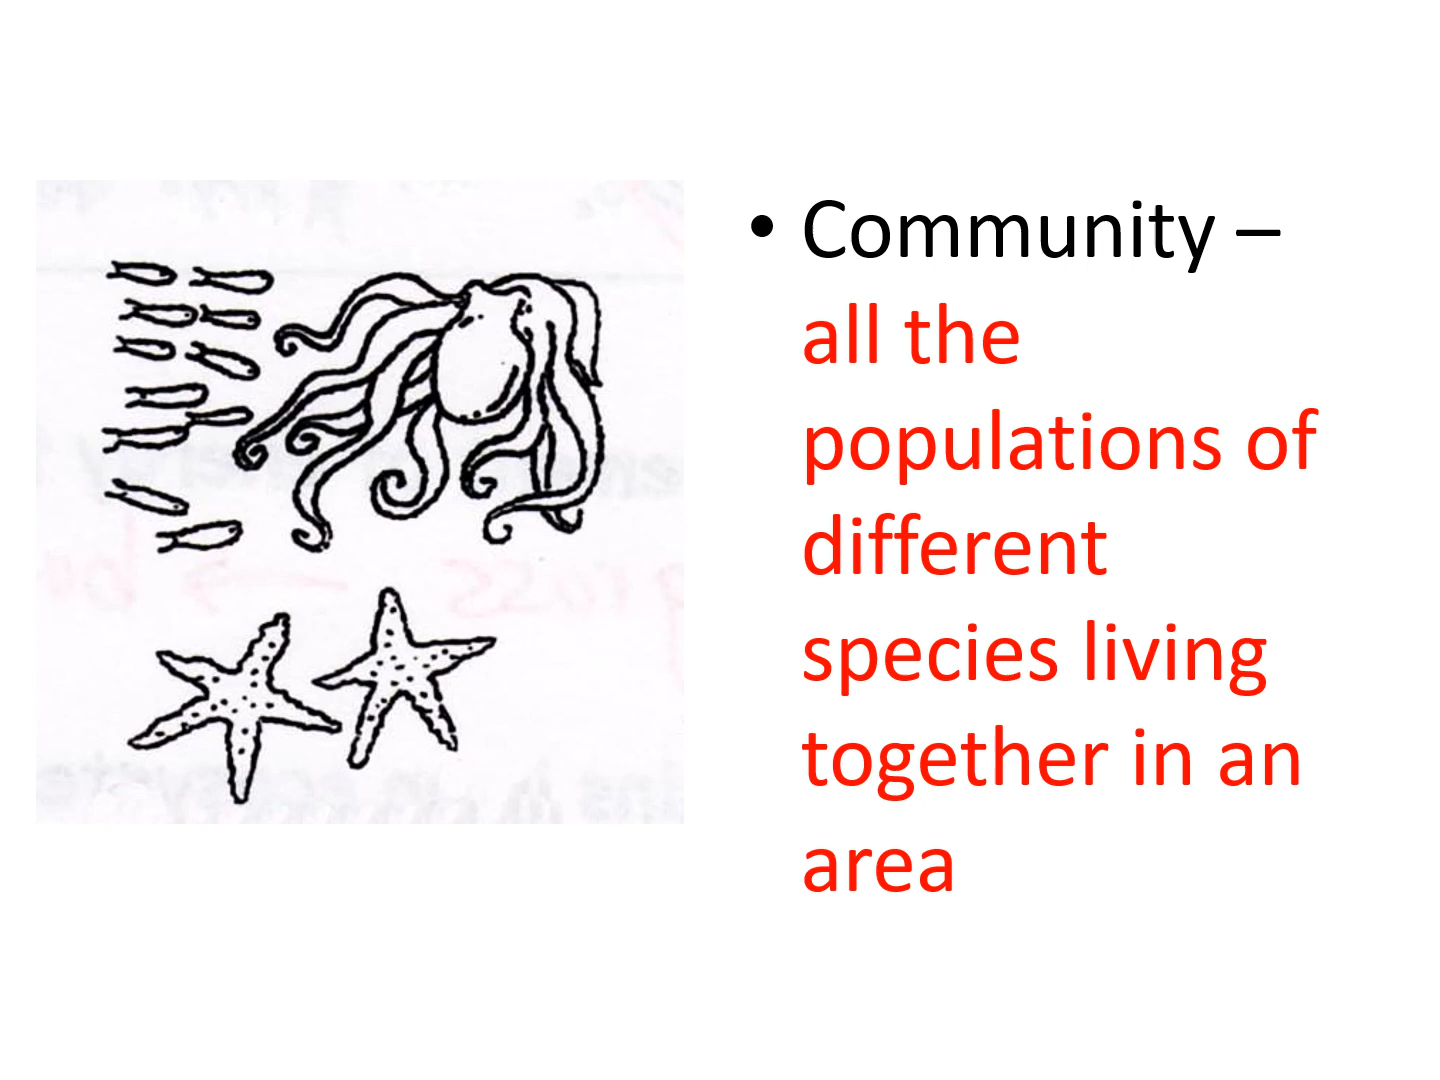 • Community –
all the
populations of
different
species living
together in an
area